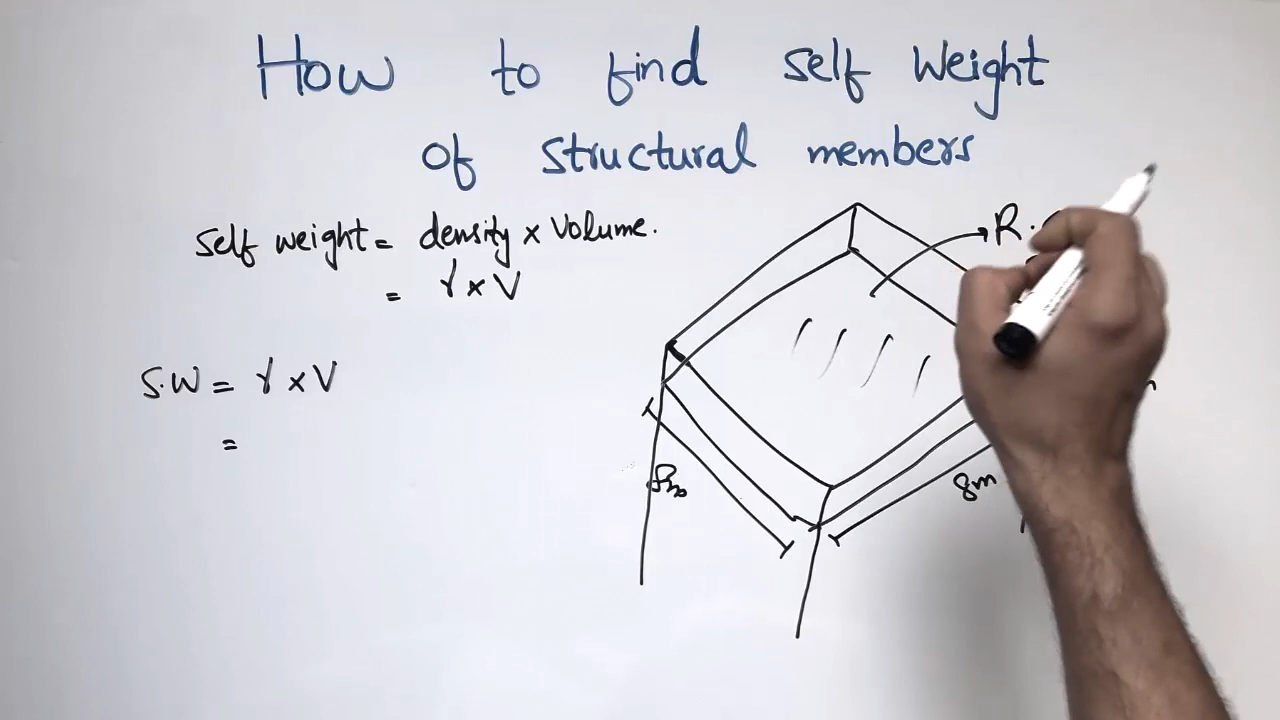 How to find self weight
of structural members
Self weight = density x Volume.
= γ x V
R.
S.W = γ x V
=
8m
8m